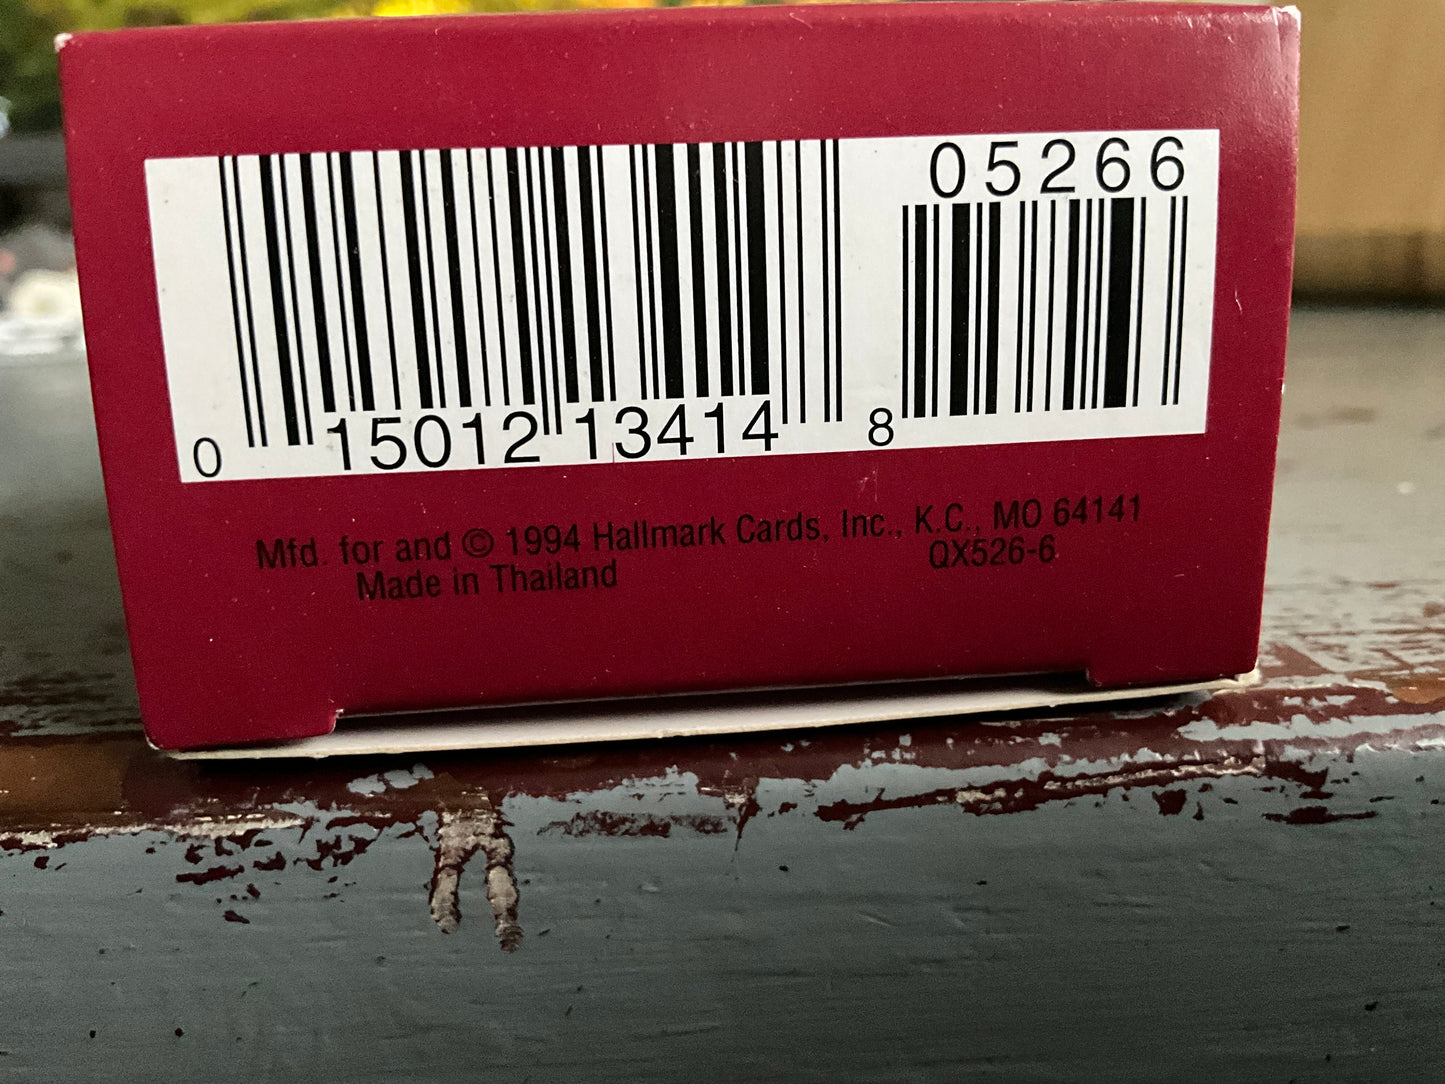 05266
0 15012 13414 8
Mfd. for and © 1994 Hallmark Cards, Inc., K.C., MO 64141
Made in Thailand QX526-6